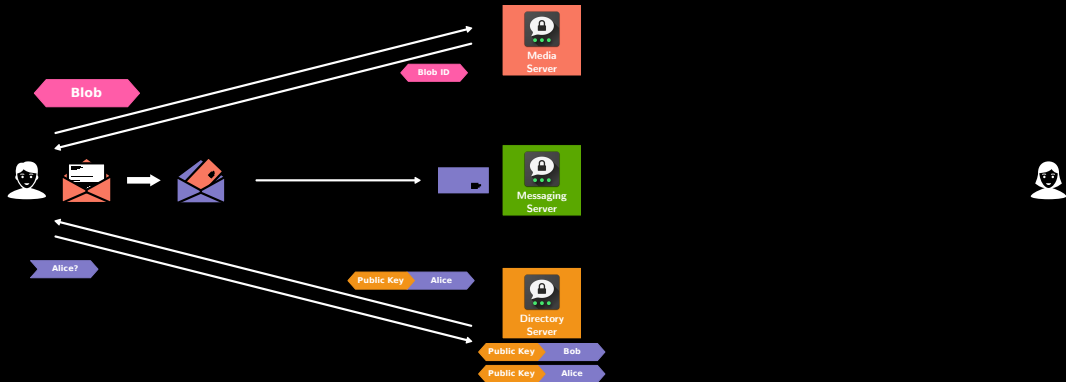 Media
Server
Blob ID
Blob
Messaging
Server
Alice?
Public Key Alice
Directory
Server
Public Key Bob
Public Key Alice